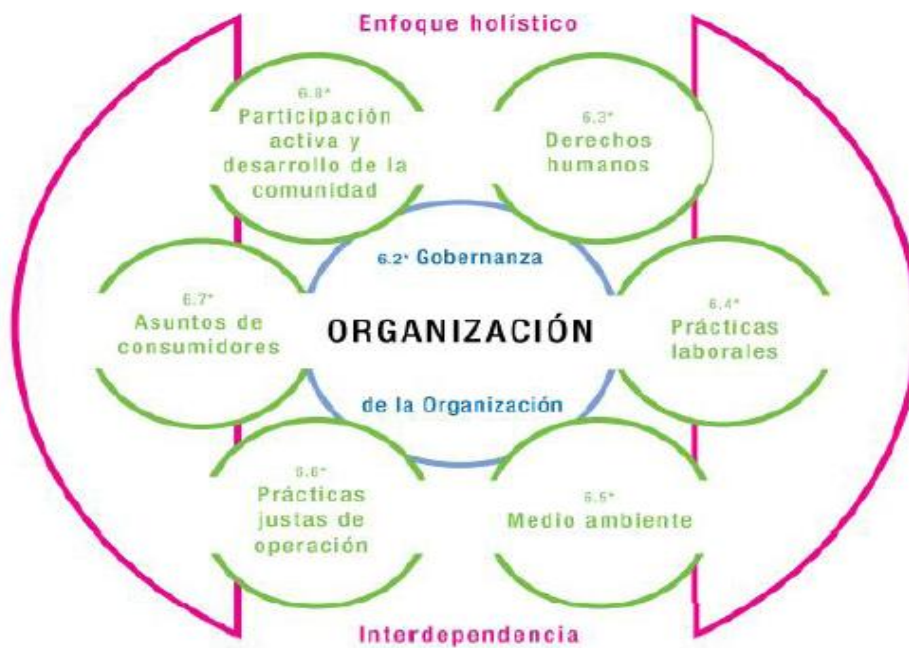 Enfoque holístico
6.8*
Participación
activa y
desarrollo de la
comunidad
6.3*
Derechos
humanos
6.2* Gobernanza
6.7*
Asuntos de
consumidores
ORGANIZACIÓN
6.4*
Prácticas
laborales
de la Organización
6.6*
Prácticas
justas de
operación
6.5*
Medio ambiente
Interdependencia